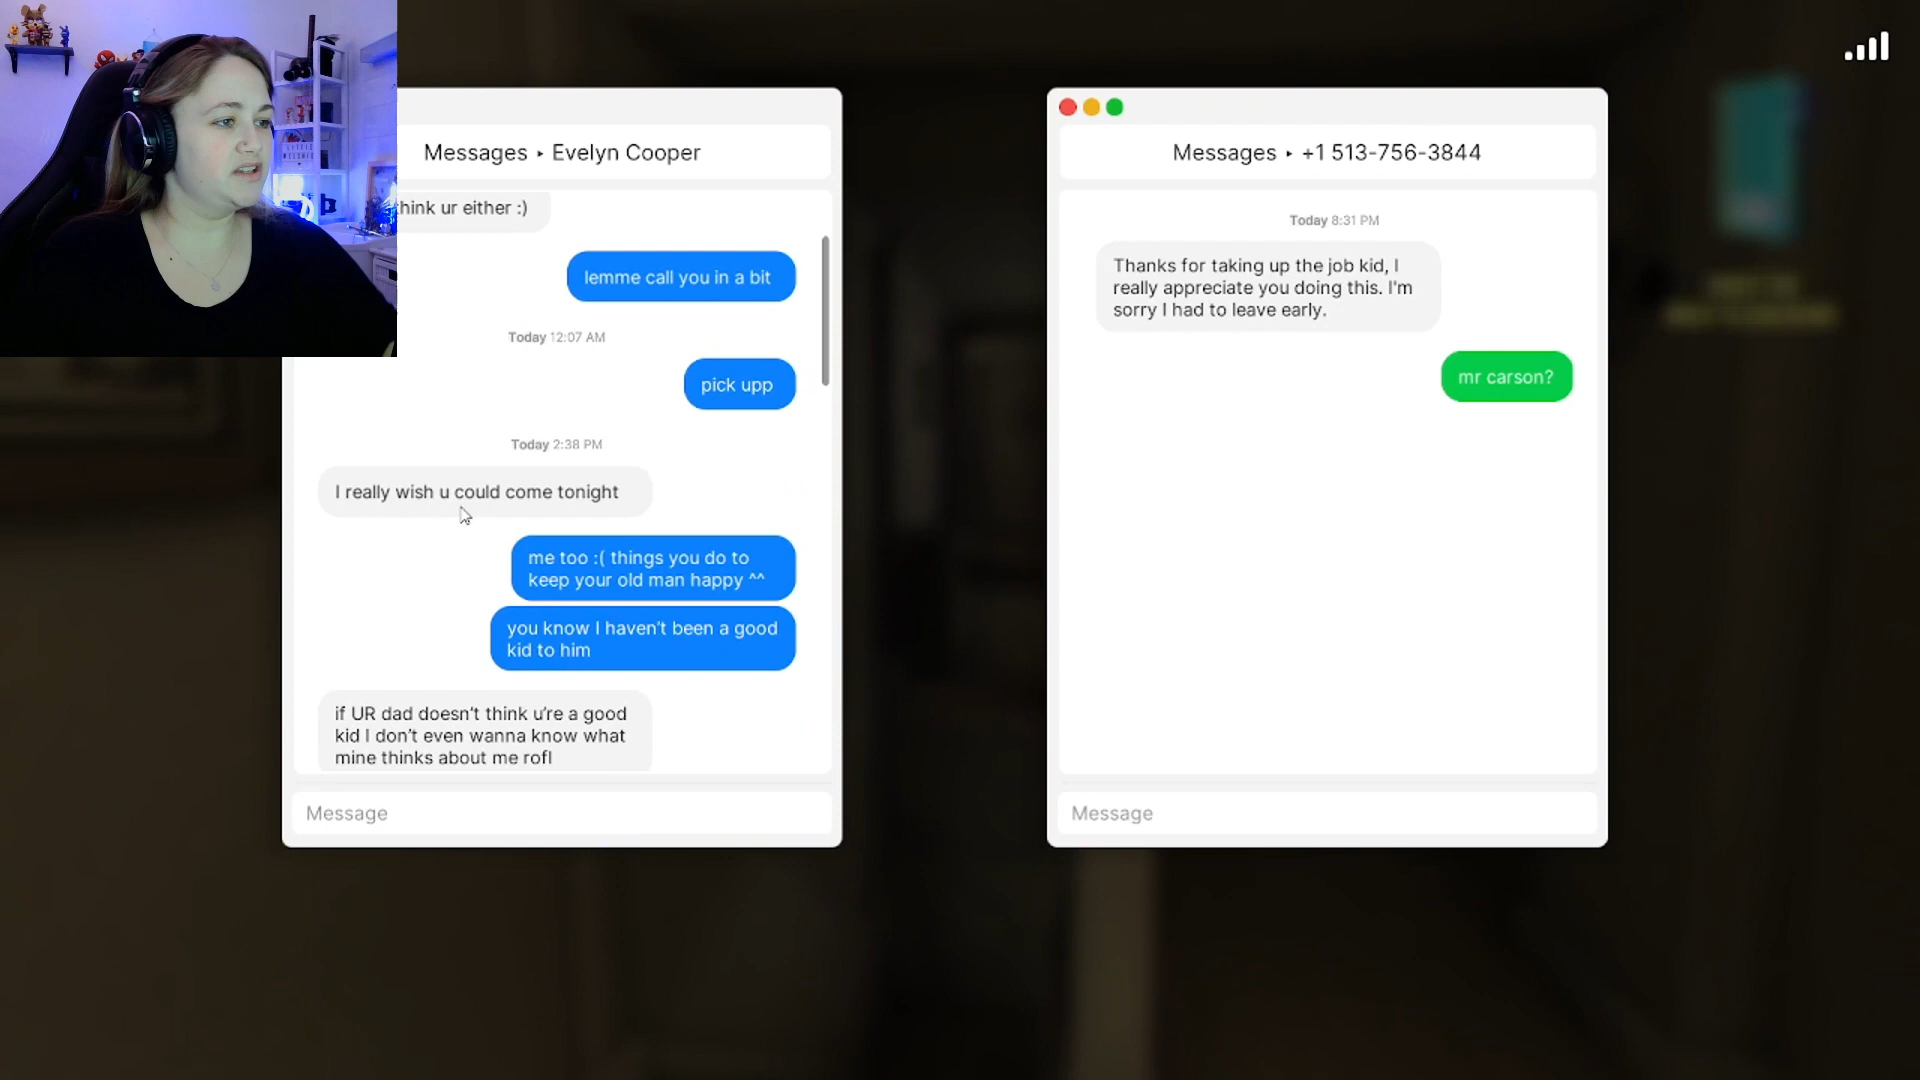 Messages ▸ Evelyn Cooper
think ur either :)
lemme call you in a bit
Today 12:07 AM
pick upp
Today 2:38 PM
I really wish u could come tonight
me too :( things you do to
keep your old man happy ^^
you know I haven't been a good
kid to him
if UR dad doesn't think u're a good
kid I don't even wanna know what
mine thinks about me rofl
Message
Messages ▸ +1 513-756-3844
Today 8:31 PM
Thanks for taking up the job kid, I
really appreciate you doing this. I'm
sorry I had to leave early.
mr carson?
Message